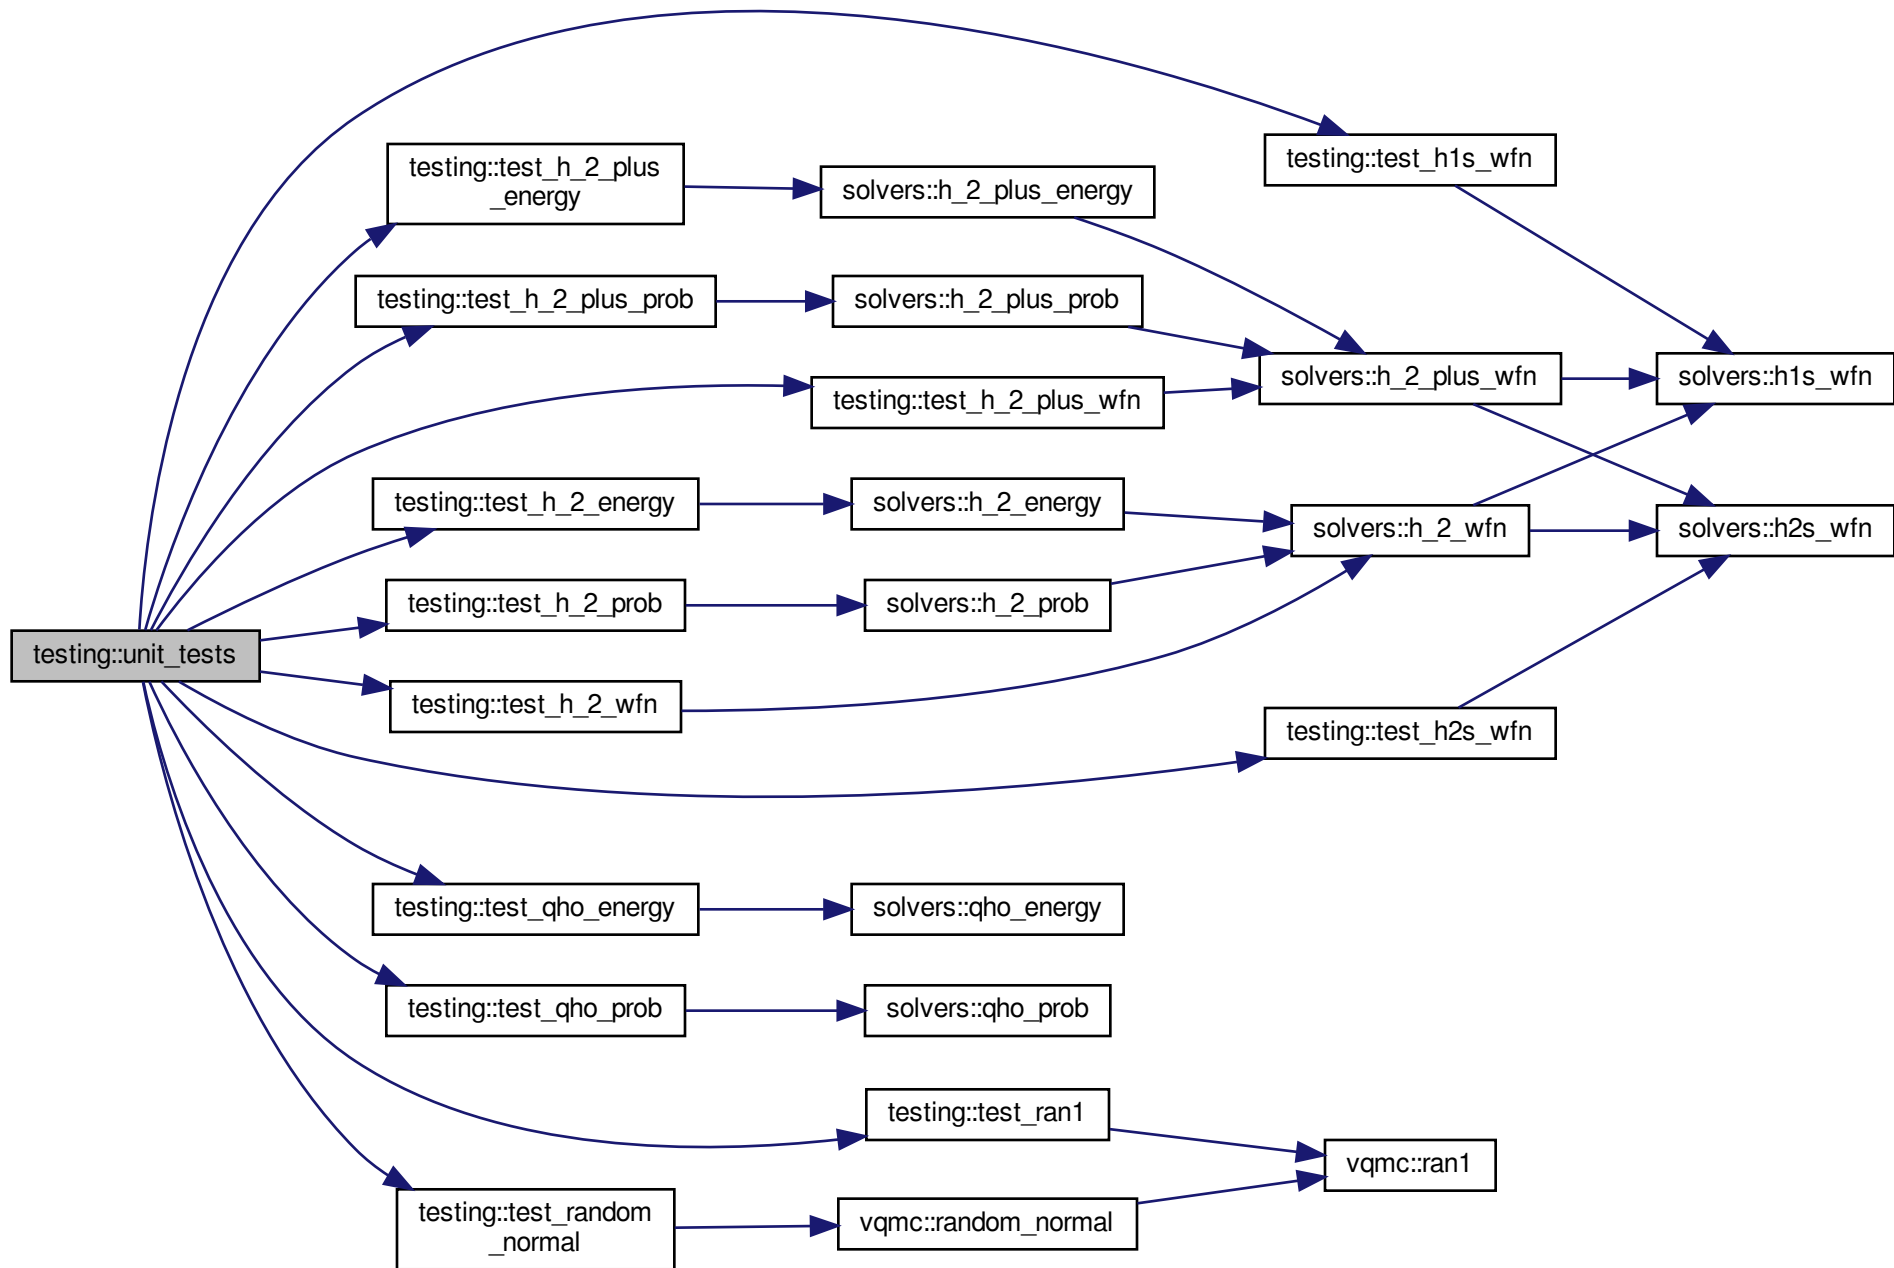 testing::test_h1s_wfn
testing::test_h_2_plus
_energy
solvers::h_2_plus_energy
testing::test_h_2_plus_prob
solvers::h_2_plus_prob
solvers::h_2_plus_wfn
solvers::h1s_wfn
testing::test_h_2_plus_wfn
testing::test_h_2_energy
solvers::h_2_energy
solvers::h_2_wfn
solvers::h2s_wfn
testing::test_h_2_prob
solvers::h_2_prob
testing::unit_tests
testing::test_h_2_wfn
testing::test_h2s_wfn
testing::test_qho_energy
solvers::qho_energy
testing::test_qho_prob
solvers::qho_prob
testing::test_ran1
vqmc::ran1
testing::test_random
_normal
vqmc::random_normal